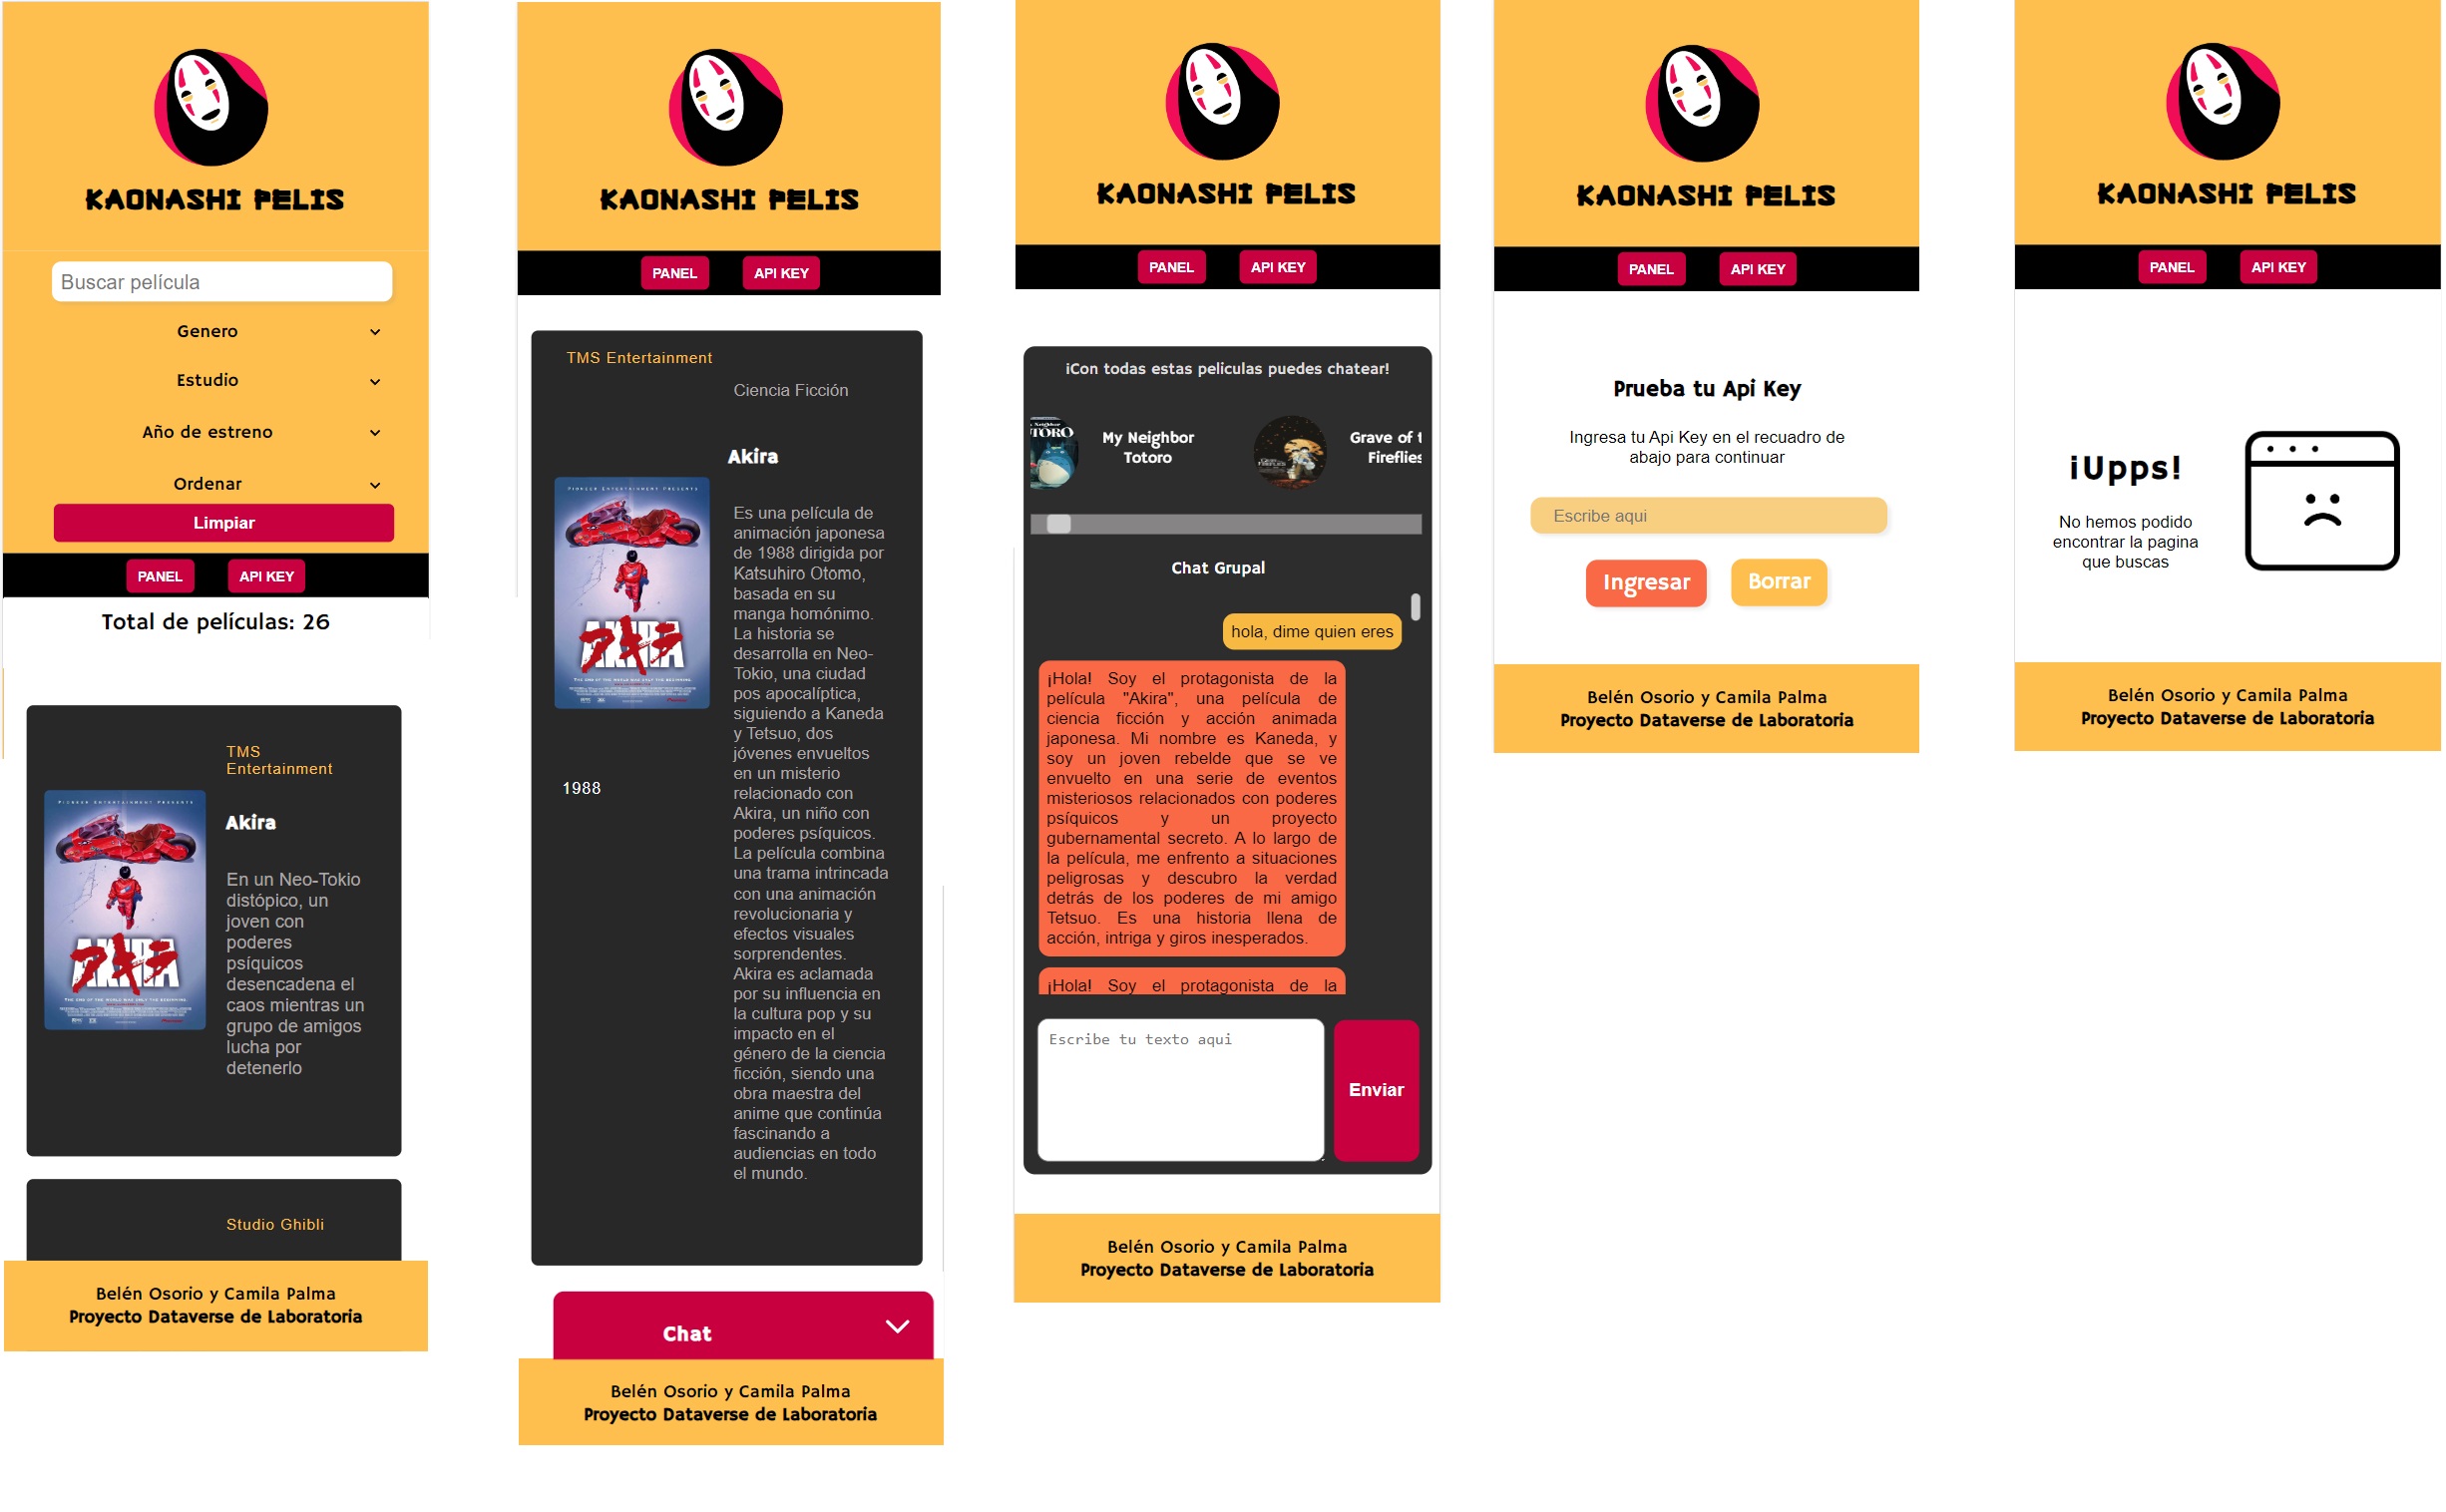 KAONASHI PELIS
Buscar película
Genero
Estudio
Año de estreno
Ordenar
Limpiar
PANEL
API KEY
Total de películas: 26
TMS
Entertainment
Akira
PIONEER ENTERTAINMENT PRESENTS
AKIRA
アキラ
En un Neo-Tokio
distópico, un
joven con
poderes
psíquicos
desencadena el
caos mientras un
grupo de amigos
lucha por
detenerlo
Studio Ghibli
Belén Osorio y Camila Palma
Proyecto Dataverse de Laboratoria
KAONASHI PELIS
PANEL
API KEY
TMS Entertainment
Ciencia Ficción
Akira
PIONEER ENTERTAINMENT PRESENTS
AKIRA
アキラ
1988
Es una película de
animación japonesa
de 1988 dirigida por
Katsuhiro Otomo,
basada en su
manga homónimo.
La historia se
desarrolla en Neo-
Tokio, una ciudad
pos apocalíptica,
siguiendo a Kaneda
y Tetsuo, dos
jóvenes envueltos
en un misterio
relacionado con
Akira, un niño con
poderes psíquicos.
La película combina
una trama intrincada
con una animación
revolucionaria y
efectos visuales
sorprendentes.
Akira es aclamada
por su influencia en
la cultura pop y su
impacto en el
género de la ciencia
ficción, siendo una
obra maestra del
anime que continúa
fascinando a
audiencias en todo
el mundo.
Chat
Belén Osorio y Camila Palma
Proyecto Dataverse de Laboratoria
KAONASHI PELIS
PANEL
API KEY
¡Con todas estas peliculas puedes chatear!
TORO
My Neighbor
Totoro
Grave of t
Fireflies
Chat Grupal
hola, dime quien eres
¡Hola! Soy el protagonista de la
película "Akira", una película de
ciencia ficción y acción animada
japonesa. Mi nombre es Kaneda, y
soy un joven rebelde que se ve
envuelto en una serie de eventos
misteriosos relacionados con poderes
psíquicos y un proyecto
gubernamental secreto. A lo largo de
la película, me enfrento a situaciones
peligrosas y descubro la verdad
detrás de los poderes de mi amigo
Tetsuo. Es una historia llena de
acción, intriga y giros inesperados.
¡Hola! Soy el protagonista de la
Escribe tu texto aqui
Enviar
Belén Osorio y Camila Palma
Proyecto Dataverse de Laboratoria
KAONASHI PELIS
PANEL
API KEY
Prueba tu Api Key
Ingresa tu Api Key en el recuadro de
abajo para continuar
Escribe aqui
Ingresar
Borrar
Belén Osorio y Camila Palma
Proyecto Dataverse de Laboratoria
KAONASHI PELIS
PANEL
API KEY
¡Upps!
No hemos podido
encontrar la pagina
que buscas
Belén Osorio y Camila Palma
Proyecto Dataverse de Laboratoria